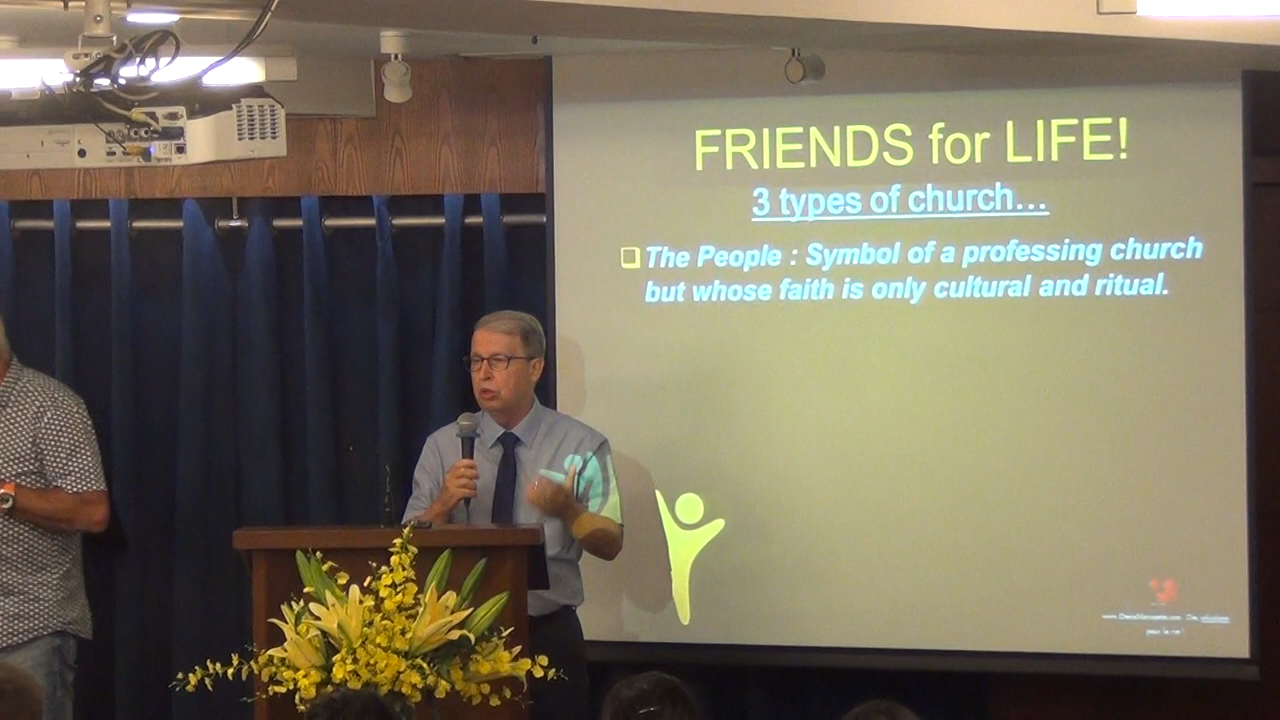 FRIENDS for LIFE!
3 types of church...
The People : Symbol of a professing church
but whose faith is only cultural and ritual.